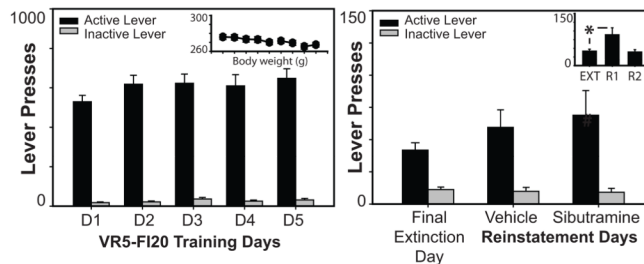 1000
Active Lever
Inactive Lever
300
260
Body weight (g)
Lever Presses
0
D1 D2 D3 D4 D5
VR5-FI20 Training Days
150
Active Lever
Inactive Lever
150
0
*
EXT R1 R2
Lever Presses
#
0
Final Extinction Day
Vehicle
Sibutramine
Reinstatement Days